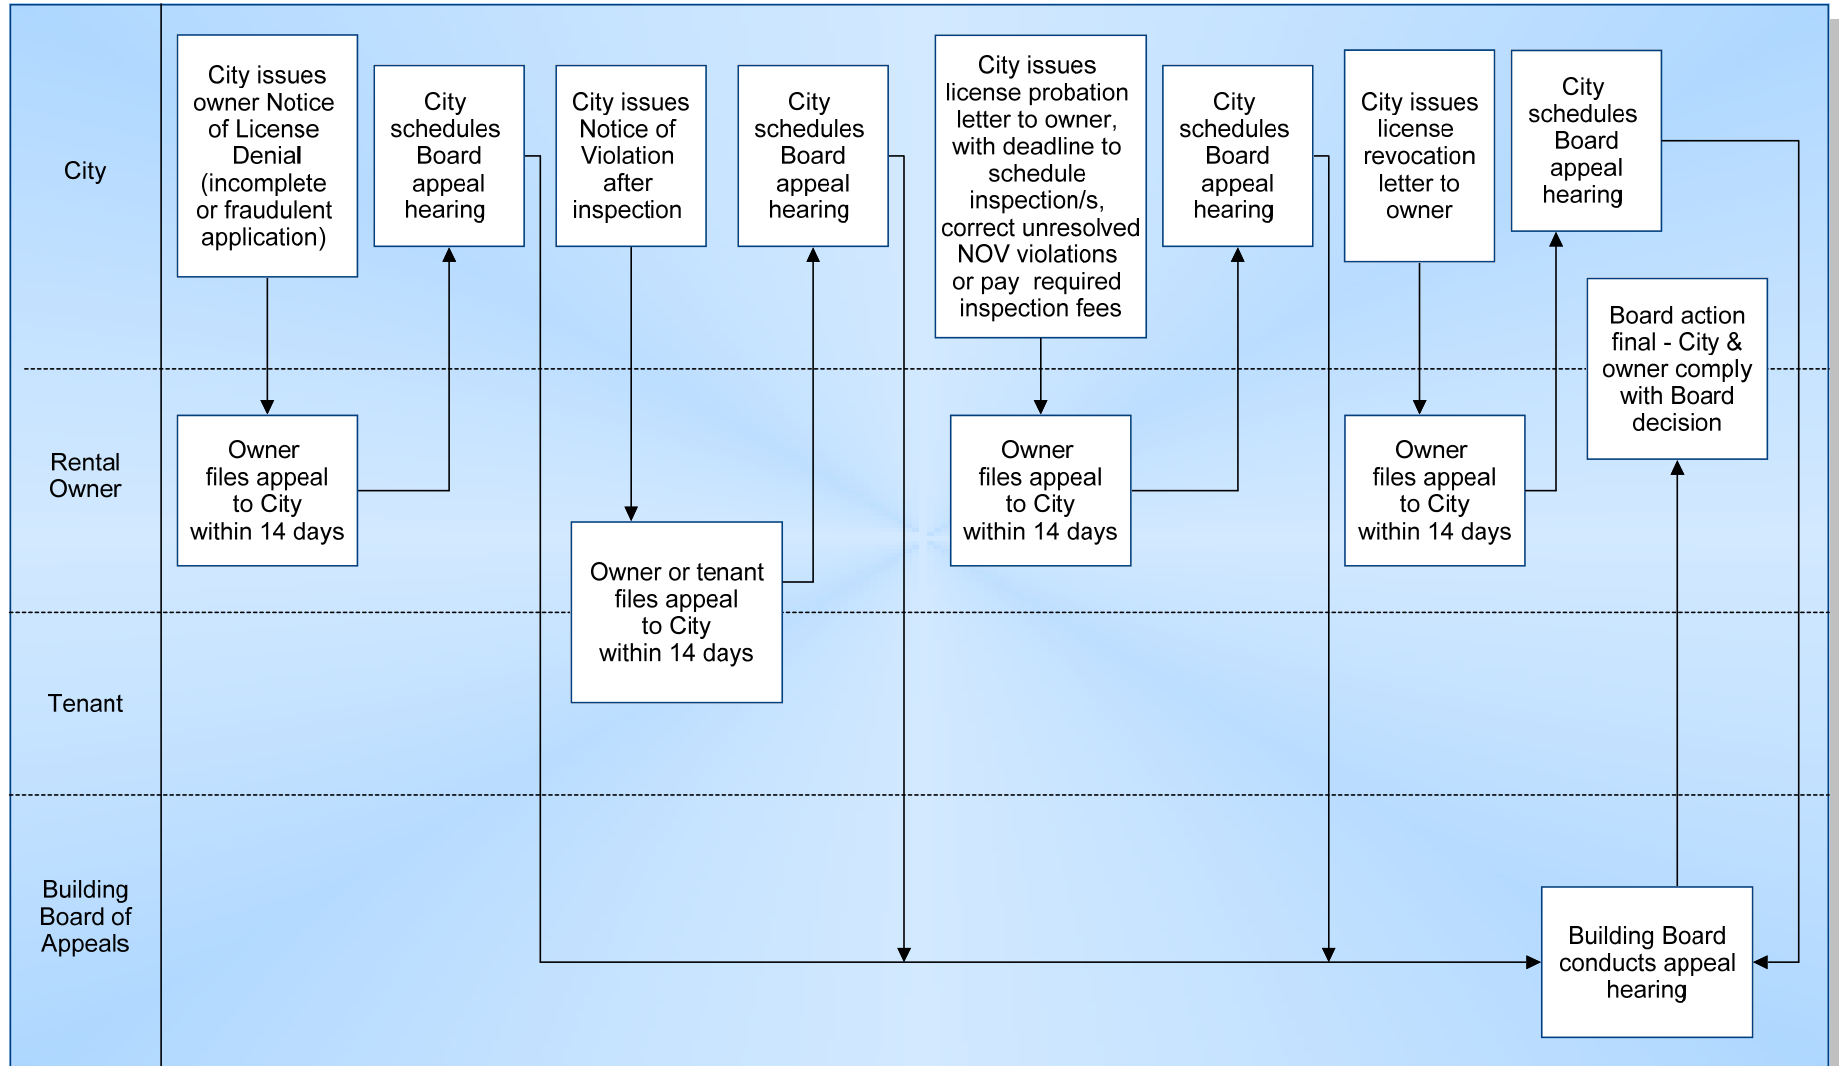 City
City issues
owner Notice
of License
Denial
(incomplete
or fraudulent
application)
City
schedules
Board
appeal
hearing
City issues
Notice of
Violation
after
inspection
City
schedules
Board
appeal
hearing
City issues
license probation
letter to owner,
with deadline to
schedule
inspection/s,
correct unresolved
NOV violations
or pay required
inspection fees
City
schedules
Board
appeal
hearing
City issues
license
revocation
letter to
owner
City
schedules
Board
appeal
hearing
Board action
final - City &
owner comply
with Board
decision
Rental
Owner
Owner
files appeal
to City
within 14 days
Owner or tenant
files appeal
to City
within 14 days
Owner
files appeal
to City
within 14 days
Owner
files appeal
to City
within 14 days
Tenant
Building
Board of
Appeals
Building Board
conducts appeal
hearing